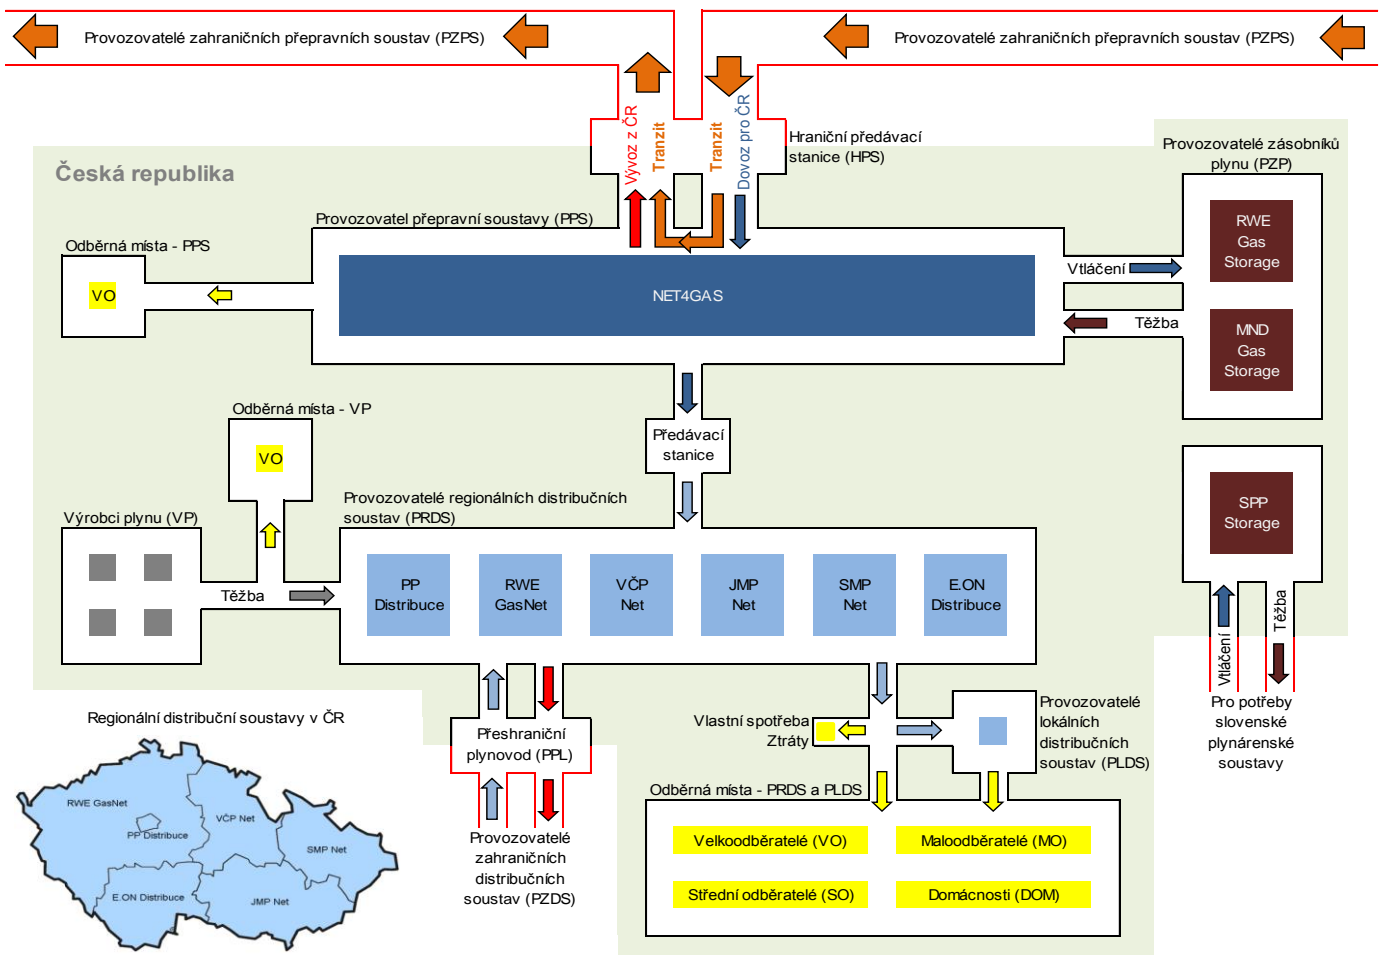 Provozovatelé zahraničních přepravních soustav (PZPS)
Provozovatelé zahraničních přepravních soustav (PZPS)
Vývoz z ČR
Tranzit
Tranzit
Dovoz pro ČR
Hraniční předávací
stanice (HPS)
Provozovatelé zásobníků
plynu (PZP)
Česká republika
Provozovatel přepravní soustavy (PPS)
Odběrná místa - PPS
VO
NET4GAS
Vtláčení
Těžba
RWE
Gas
Storage
MND
Gas
Storage
Odběrná místa - VP
VO
Předávací
stanice
Provozovatelé regionálních distribučních
soustav (PRDS)
Výrobci plynu (VP)
Těžba
PP
Distribuce
RWE
GasNet
VČP
Net
JMP
Net
SMP
Net
E.ON
Distribuce
SPP
Storage
Vtláčení
Těžba
Pro potřeby
slovenské
plynárenské
soustavy
Regionální distribuční soustavy v ČR
RWE GasNet
PP Distribuce
VČP Net
SMP Net
E.ON Distribuce
JMP Net
Přeshraniční
plynovod (PPL)
Provozovatelé
zahraničních
distribučních
soustav (PZDS)
Vlastní spotřeba
Ztráty
Provozovatelé
lokálních
distribučních
soustav (PLDS)
Odběrná místa - PRDS a PLDS
Velkoodběratelé (VO)
Maloodběratelé (MO)
Střední odběratelé (SO)
Domácnosti (DOM)